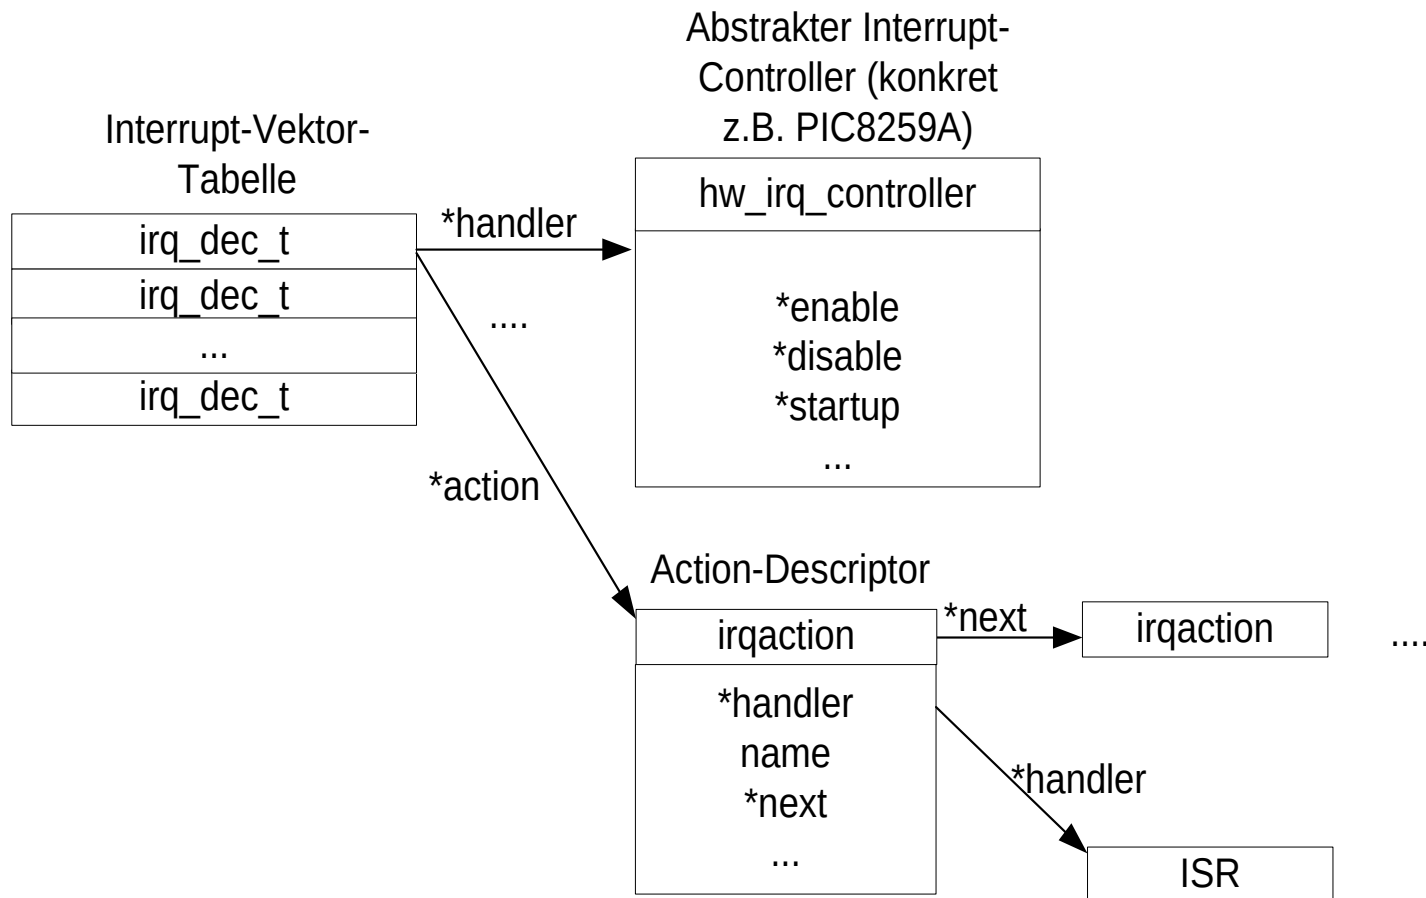 Abstrakter Interrupt-
Controller (konkret
z.B. PIC8259A)
Interrupt-Vektor-
Tabelle
hw_irq_controller
*handler
irq_dec_t
irq_dec_t
...
irq_dec_t
....
*enable
*disable
*startup
...
*action
Action-Descriptor
irqaction
*next
irqaction
....
*handler
name
*next
...
*handler
ISR